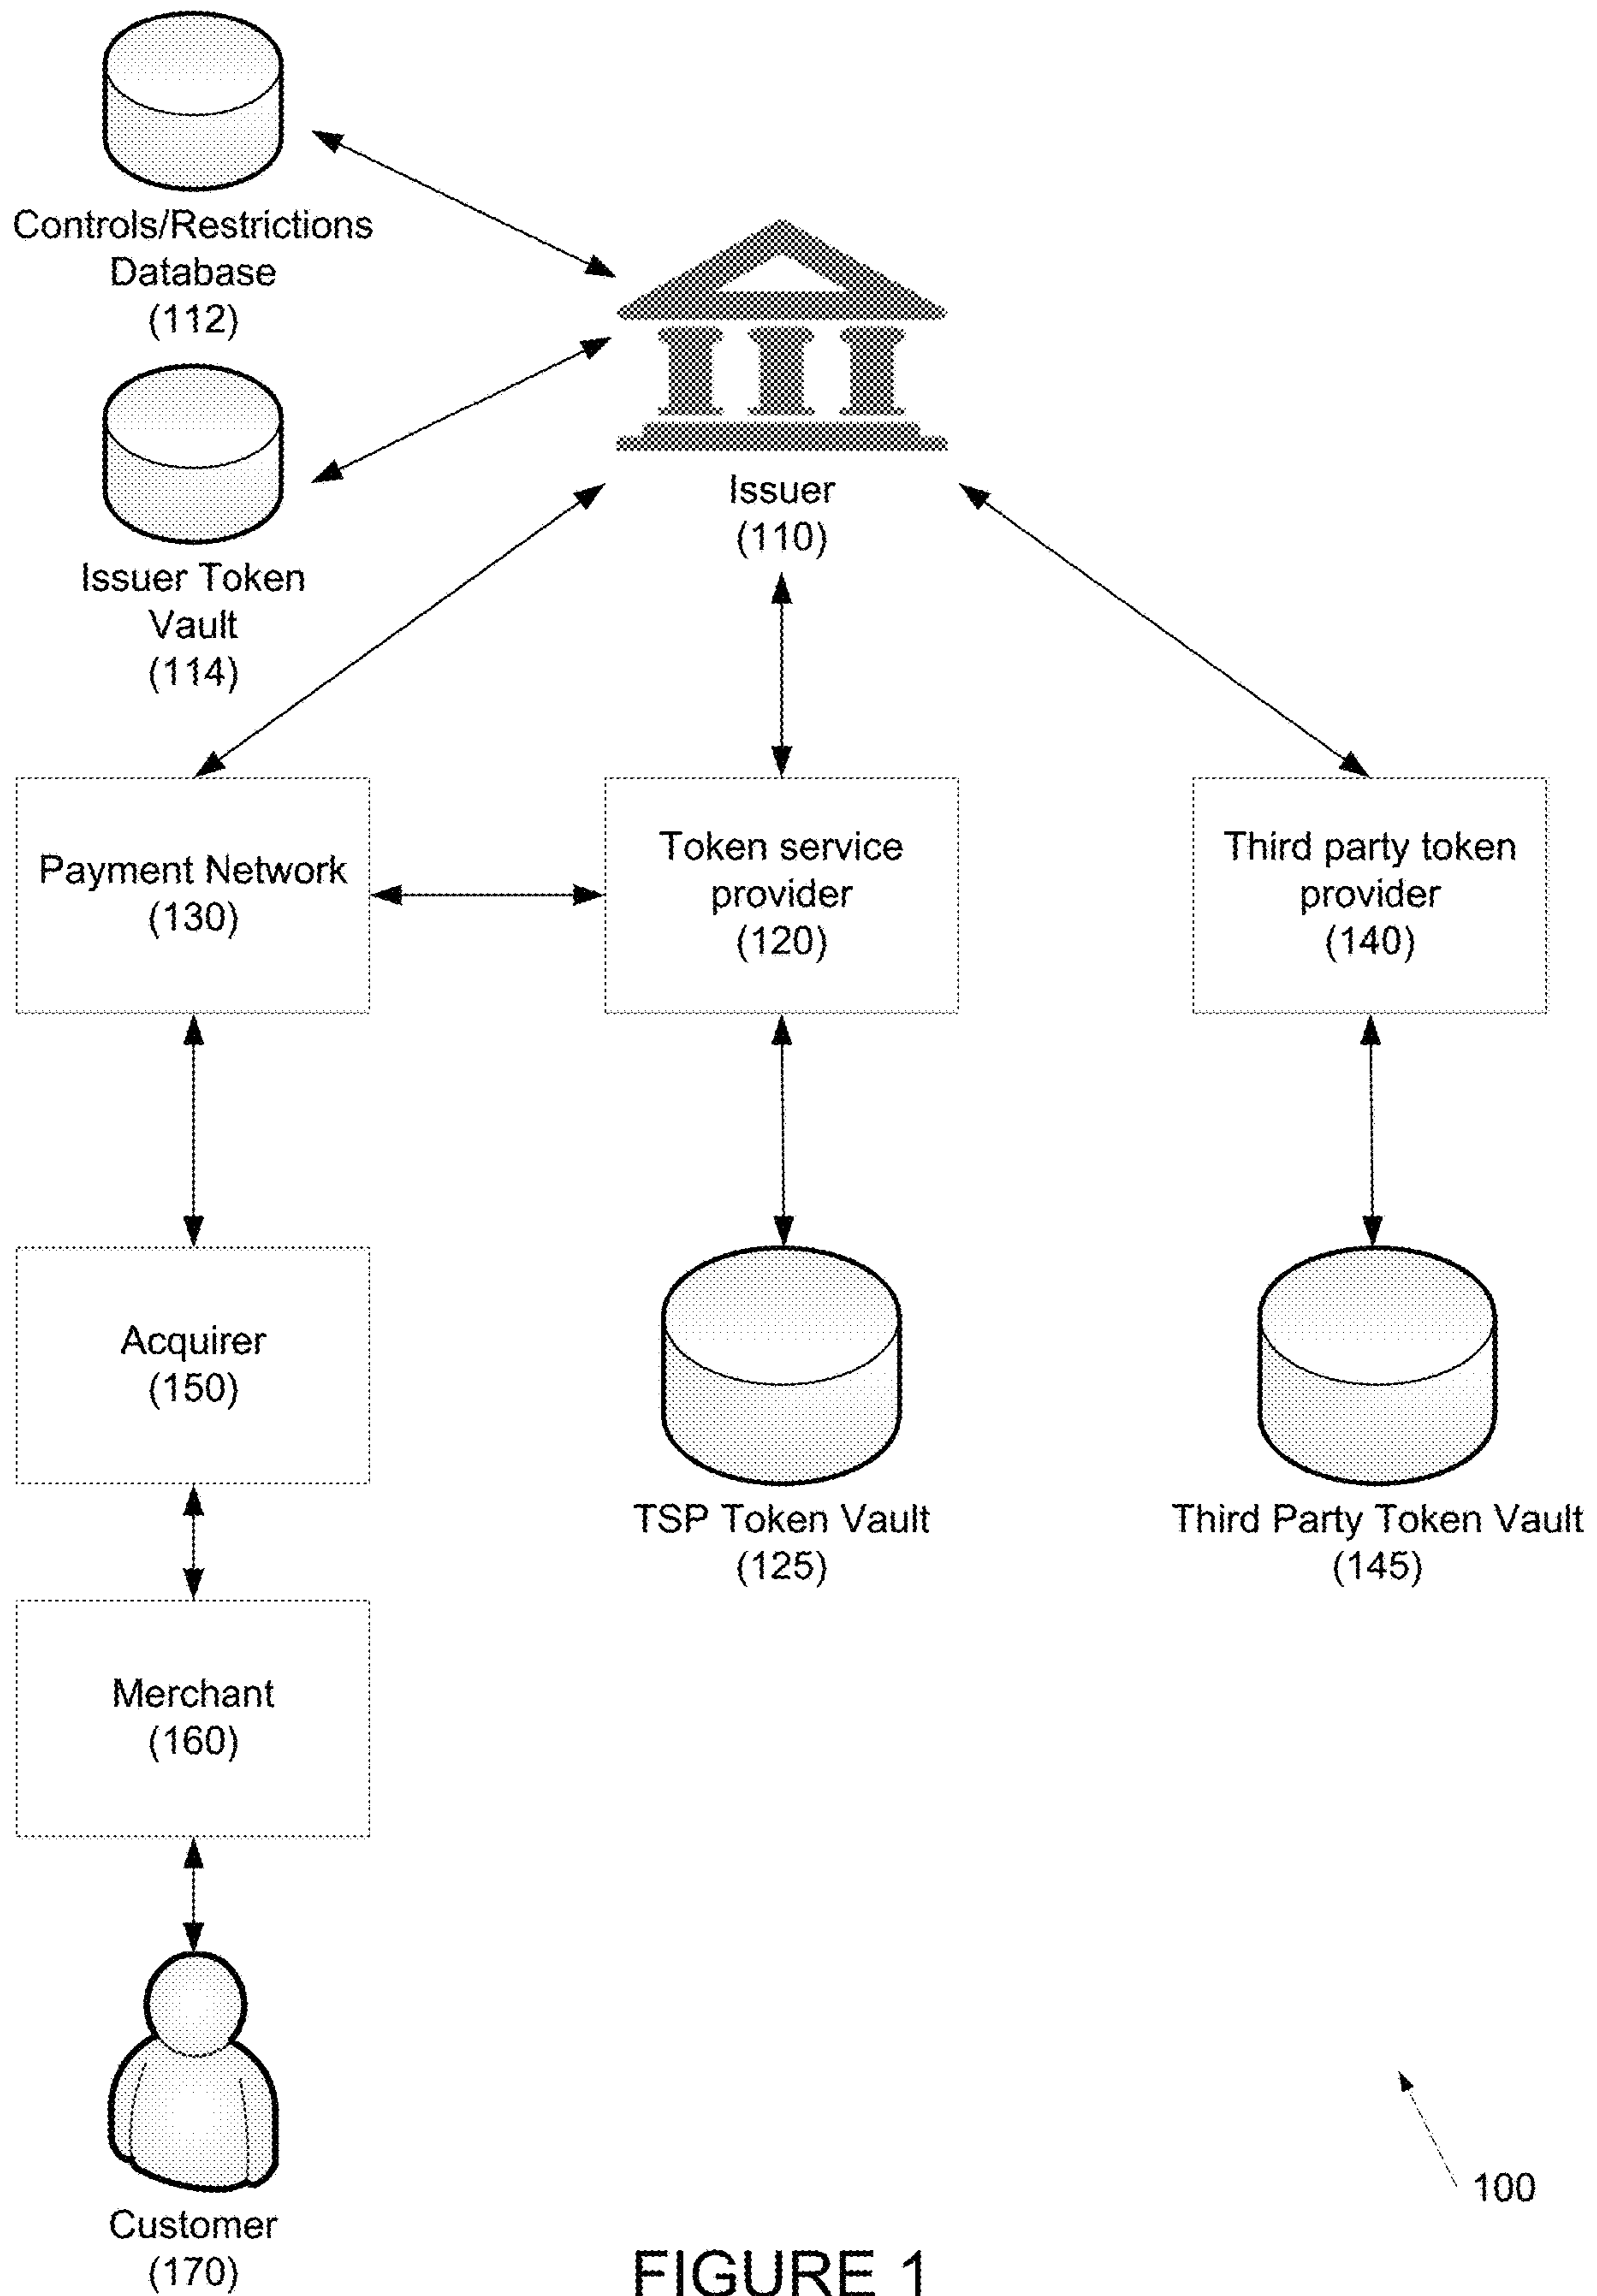 Controls/Restrictions
Database
(112)
Issuer Token
Vault
(114)
Issuer
(110)
Payment Network
(130)
Token service
provider
(120)
Third party token
provider
(140)
Acquirer
(150)
TSP Token Vault
(125)
Third Party Token Vault
(145)
Merchant
(160)
Customer
(170)
100
FIGURE 1